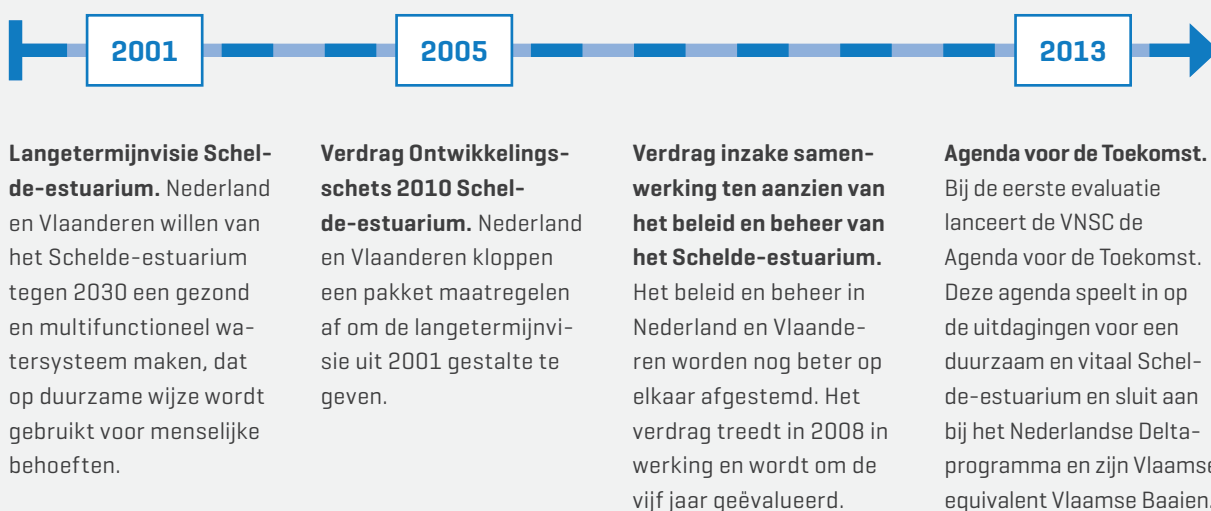 2001
2005
2013
Langetermijnvisie Schel-
de-estuarium. Nederland
en Vlaanderen willen van
het Schelde-estuarium
tegen 2030 een gezond
en multifunctioneel wa-
tersysteem maken, dat
op duurzame wijze wordt
gebruikt voor menselijke
behoeften.
Verdrag Ontwikkelings-
schets 2010 Schel-
de-estuarium. Nederland
en Vlaanderen kloppen
een pakket maatregelen
af om de langetermijnvi-
sie uit 2001 gestalte te
geven.
Verdrag inzake samen-
werking ten aanzien van
het beleid en beheer van
het Schelde-estuarium.
Het beleid en beheer in
Nederland en Vlaande-
ren worden nog beter op
elkaar afgestemd. Het
verdrag treedt in 2008 in
werking en wordt om de
vijf jaar geëvalueerd.
Agenda voor de Toekomst.
Bij de eerste evaluatie
lanceert de VNSC de
Agenda voor de Toekomst.
Deze agenda speelt in op
de uitdagingen voor een
duurzaam en vitaal Schel-
de-estuarium en sluit aan
bij het Nederlandse Delta-
programma en zijn Vlaamse
equivalent Vlaamse Baaien.